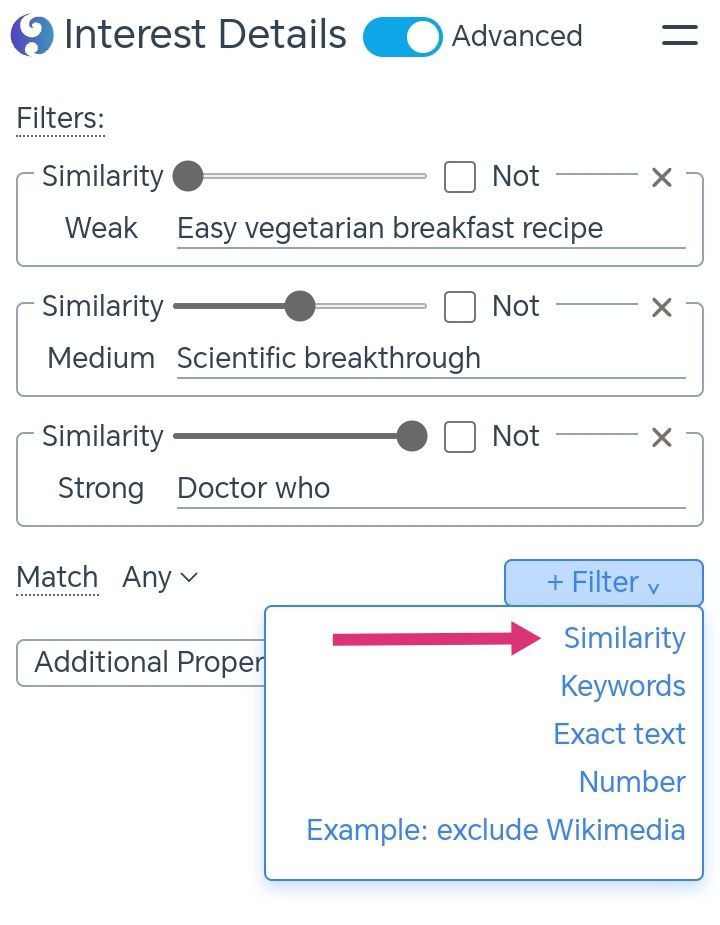 Interest Details Advanced
Filters:
Similarity Not
Weak Easy vegetarian breakfast recipe
Similarity Not
Medium Scientific breakthrough
Similarity Not
Strong Doctor who
Match Any + Filter
Similarity
Additional Proper
Keywords
Exact text
Number
Example: exclude Wikimedia